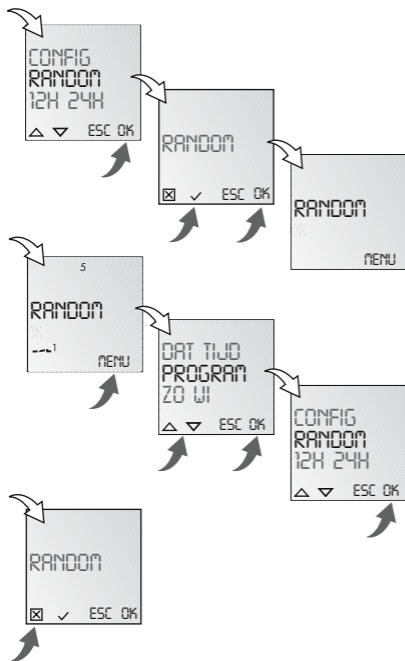 CONFIG
RANDOM
12H 24H
ESC OK
RANDOM
ESC OK
RANDOM
MENU
5
RANDOM
1
MENU
DAT TIJD
PROGRAM
ZO WI
ESC OK
CONFIG
RANDOM
12H 24H
ESC OK
RANDOM
ESC OK